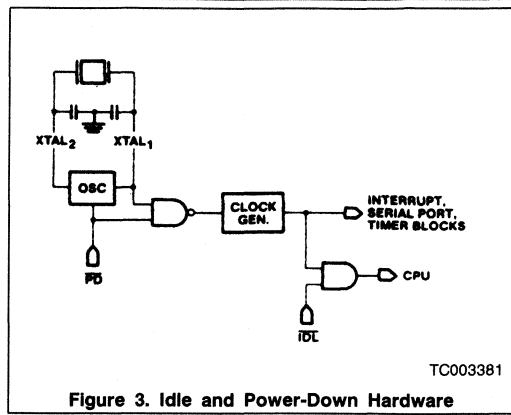 XTAL2 XTAL1
OSC
PD
CLOCK
GEN.
INTERRUPT,
SERIAL PORT,
TIMER BLOCKS
CPU
IDL
TC003381
Figure 3. Idle and Power-Down Hardware